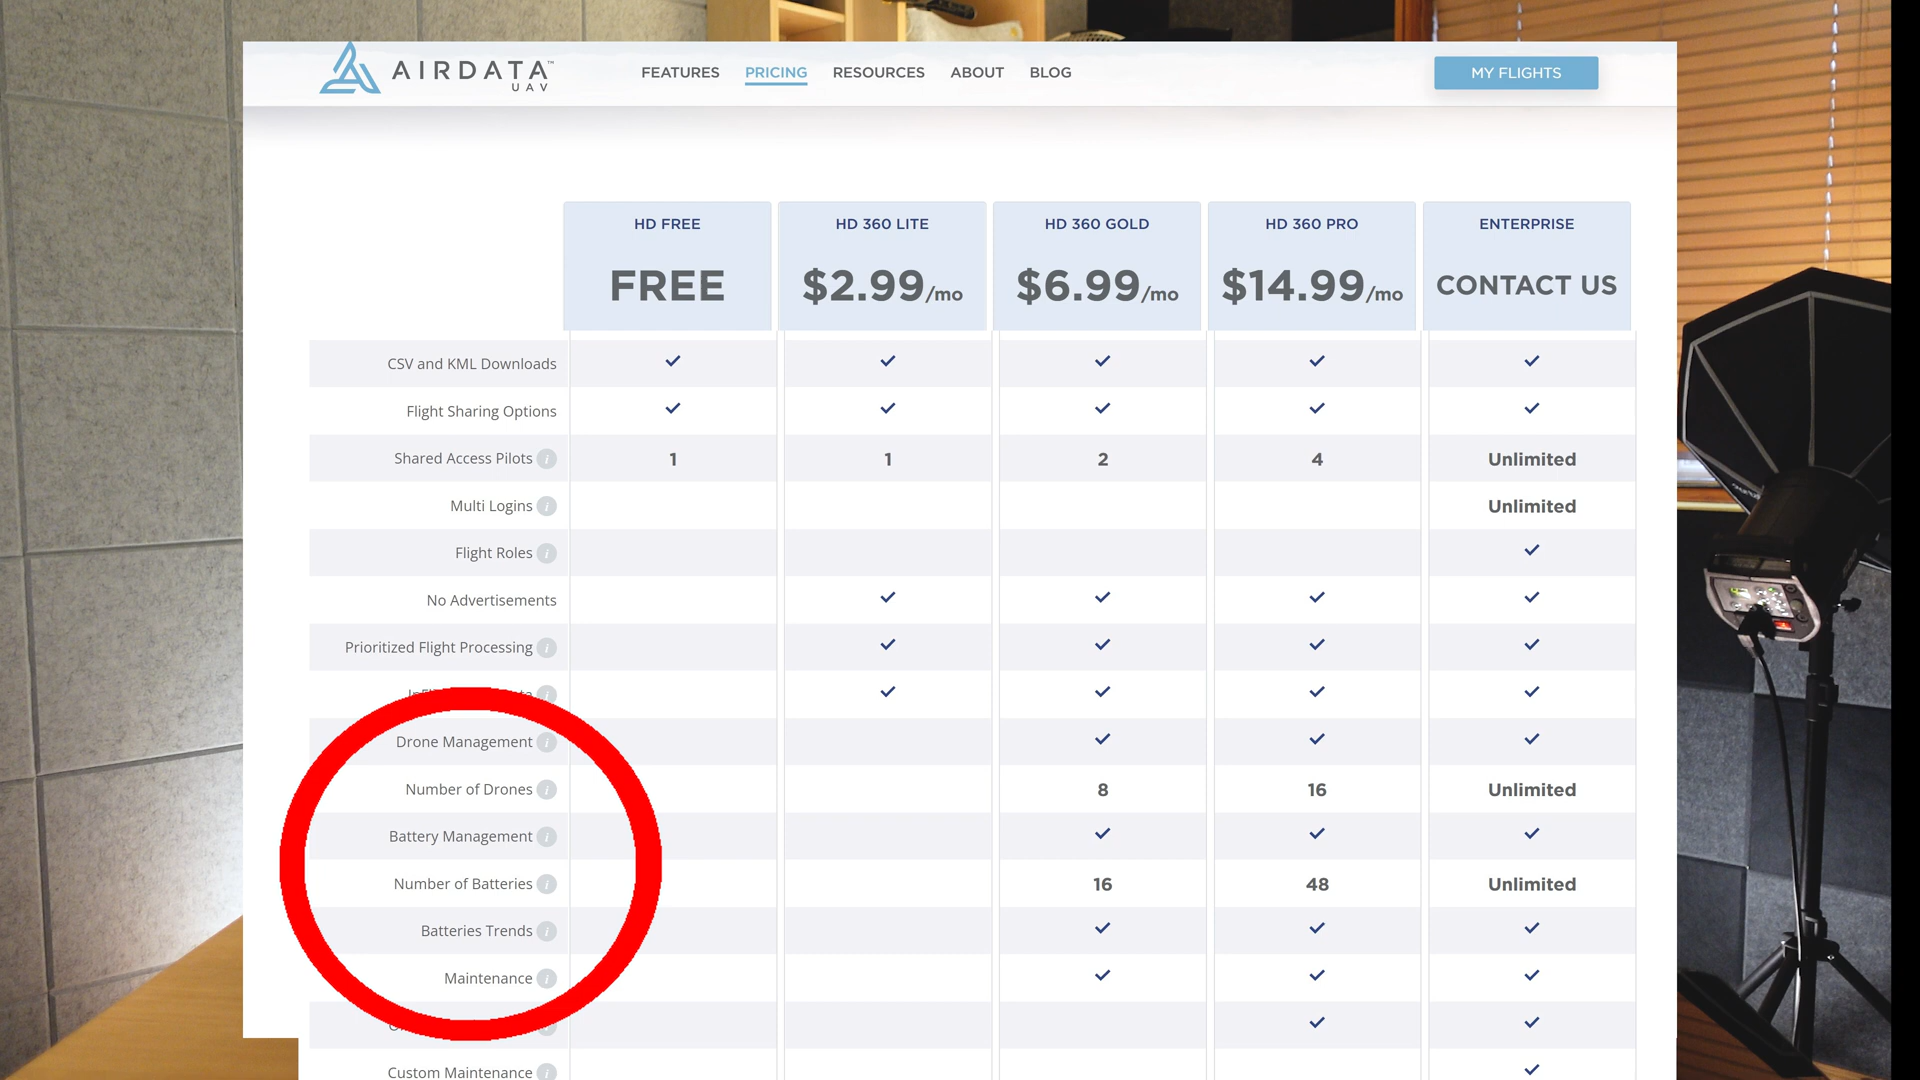 AIRDATA™
UAV
FEATURES PRICING RESOURCES ABOUT BLOG
MY FLIGHTS
HD FREE HD 360 LITE HD 360 GOLD HD 360 PRO ENTERPRISE
FREE $2.99/mo $6.99/mo $14.99/mo CONTACT US
CSV and KML Downloads ✓ ✓ ✓ ✓ ✓
Flight Sharing Options ✓ ✓ ✓ ✓ ✓
Shared Access Pilots i 1 1 2 4 Unlimited
Multi Logins i Unlimited
Flight Roles i ✓
No Advertisements ✓ ✓ ✓ ✓
Prioritized Flight Processing i ✓ ✓ ✓ ✓
i ✓ ✓ ✓ ✓
Drone Management i ✓ ✓ ✓
Number of Drones i 8 16 Unlimited
Battery Management i ✓ ✓ ✓
Number of Batteries i 16 48 Unlimited
Batteries Trends i ✓ ✓ ✓
Maintenance i ✓ ✓ ✓
✓ ✓
Custom Maintenance i ✓